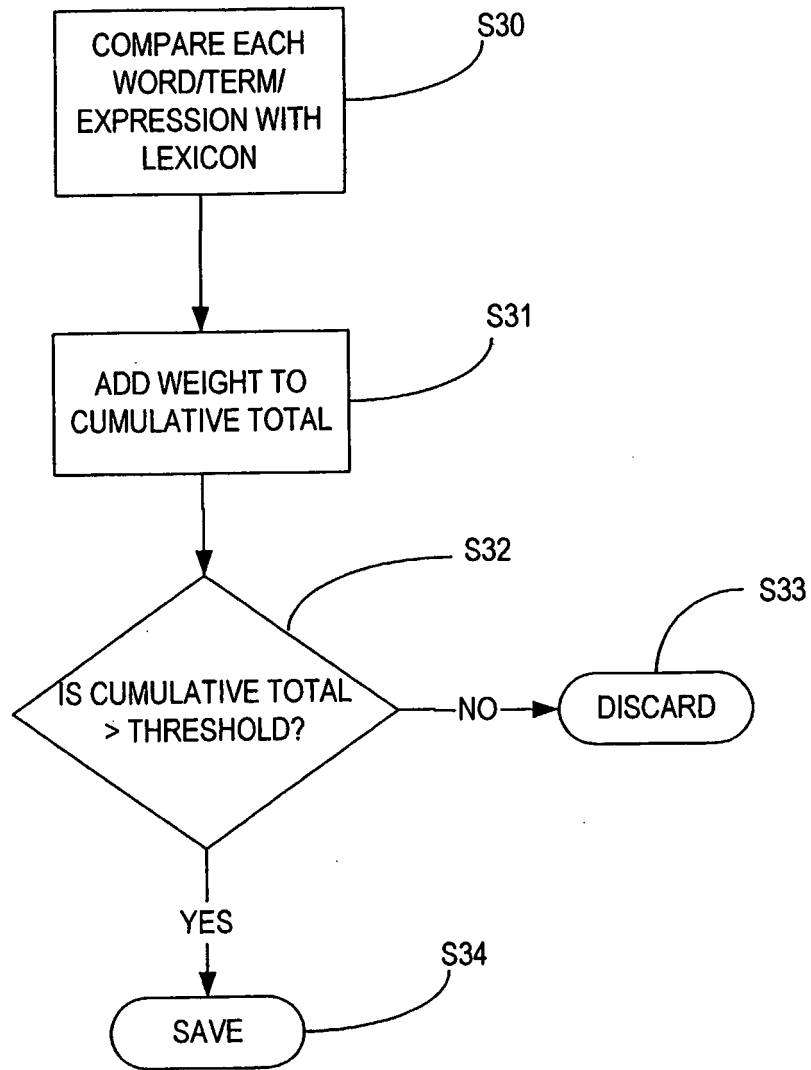 COMPARE EACH
WORD/TERM/
EXPRESSION WITH
LEXICON
S30
ADD WEIGHT TO
CUMULATIVE TOTAL
S31
IS CUMULATIVE TOTAL
> THRESHOLD?
S32
NO
DISCARD
S33
YES
SAVE
S34